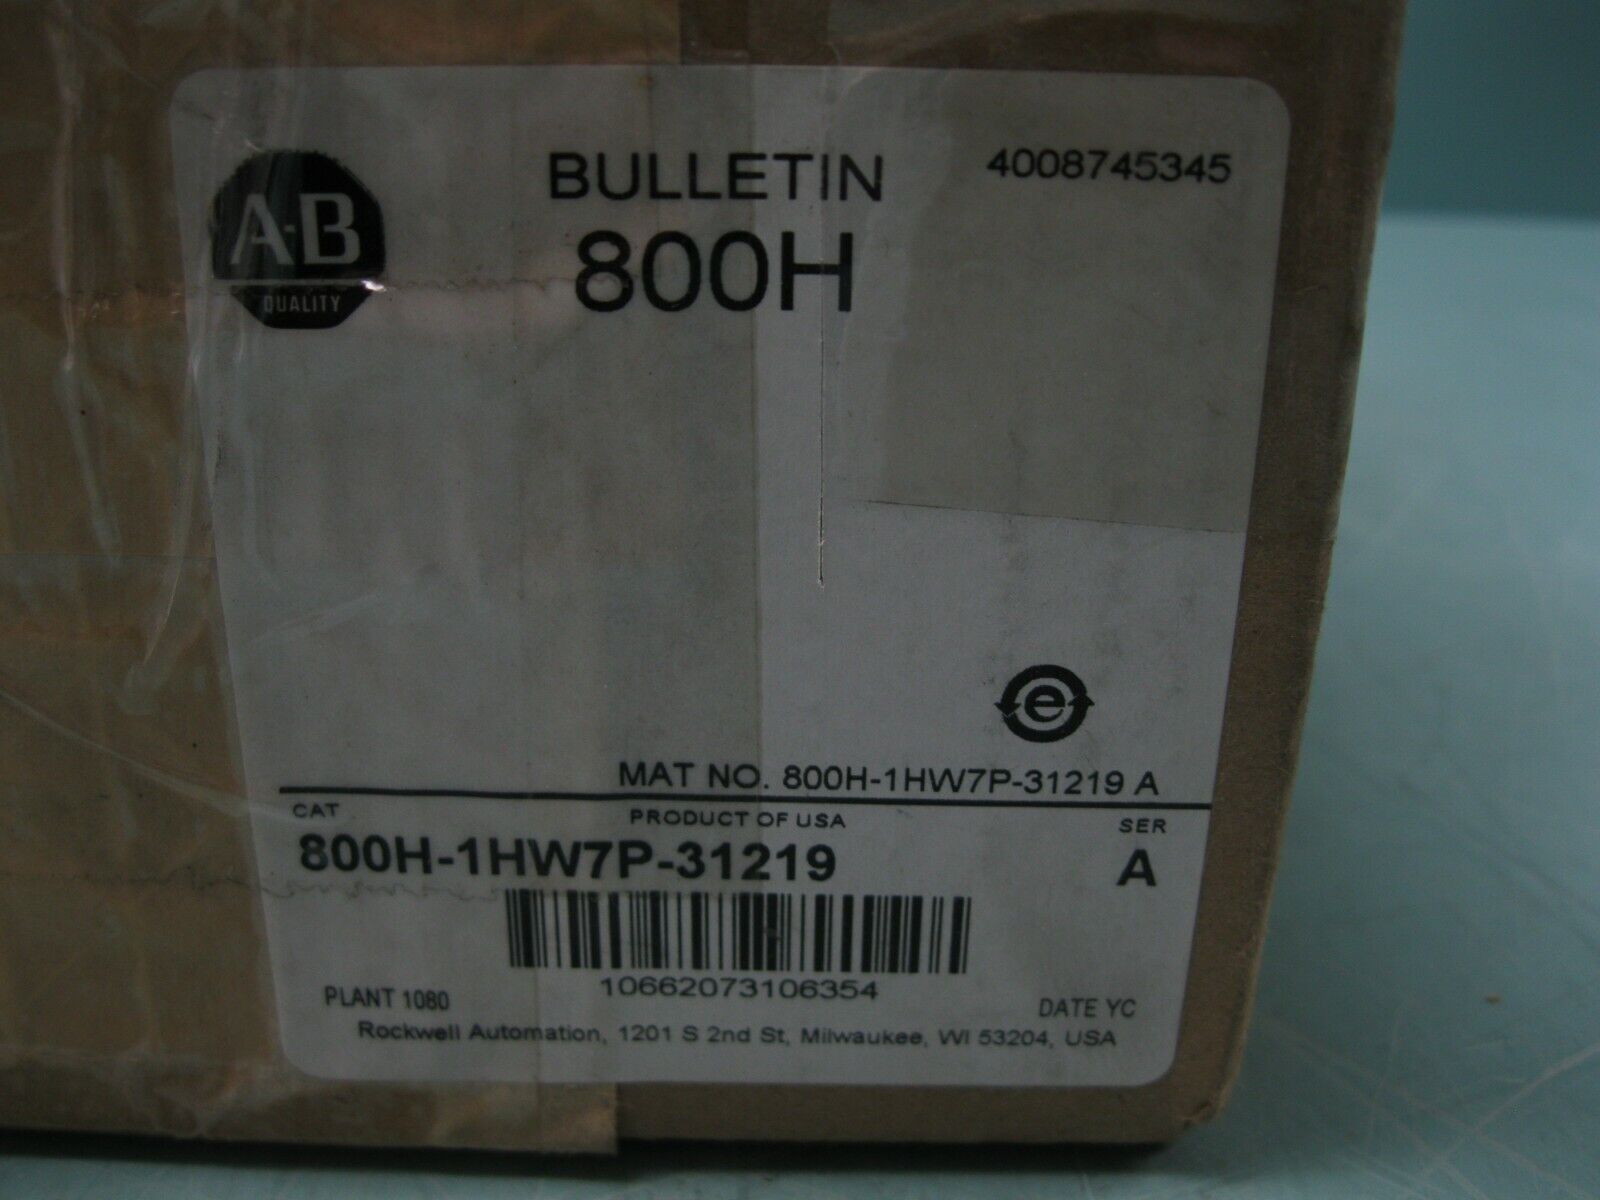 A-B
QUALITY
BULLETIN
800H
4008745345
e
MAT NO. 800H-1HW7P-31219 A
CAT
PRODUCT OF USA
SER
800H-1HW7P-31219
A
10662073106354
PLANT 1080
DATE YC
Rockwell Automation, 1201 S 2nd St, Milwaukee, WI 53204, USA